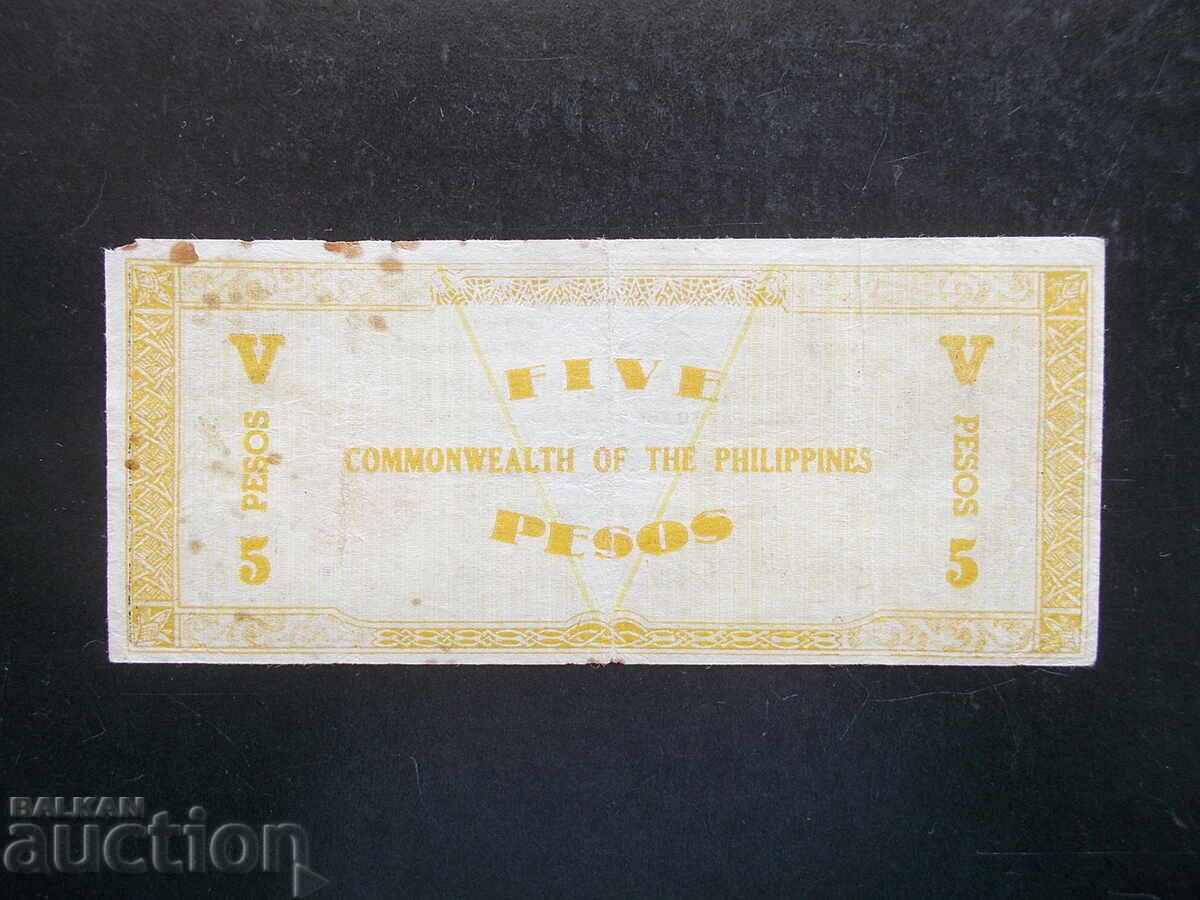 V
V
FIVE
5 PESOS
PESOS 5
COMMONWEALTH OF THE PHILIPPINES
PESOS
BALKAN
auction